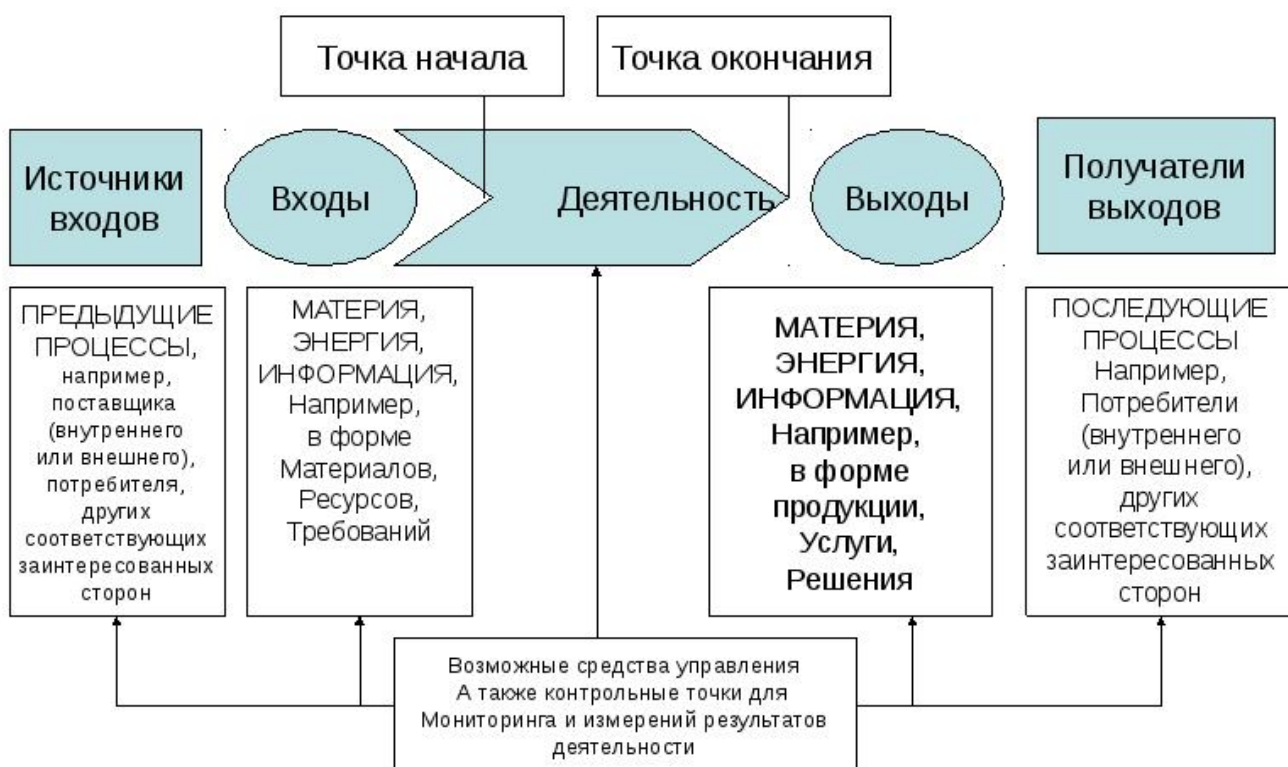 Точка начала
Точка окончания
Источники
входов
Входы
Деятельность
Выходы
Получатели
выходов
ПРЕДЫДУЩИЕ
ПРОЦЕССЫ,
например,
поставщика
(внутреннего
или внешнего),
потребителя,
других
соответствующих
заинтересованных
сторон
МАТЕРИЯ,
ЭНЕРГИЯ,
ИНФОРМАЦИЯ,
Например,
в форме
Материалов,
Ресурсов,
Требований
МАТЕРИЯ,
ЭНЕРГИЯ,
ИНФОРМАЦИЯ,
Например,
в форме
продукции,
Услуги,
Решения
ПОСЛЕДУЮЩИЕ
ПРОЦЕССЫ
Например,
Потребители
(внутреннего
или внешнего),
других
соответствующих
заинтересованных
сторон
Возможные средства управления
А также контрольные точки для
Мониторинга и измерений результатов
деятельности